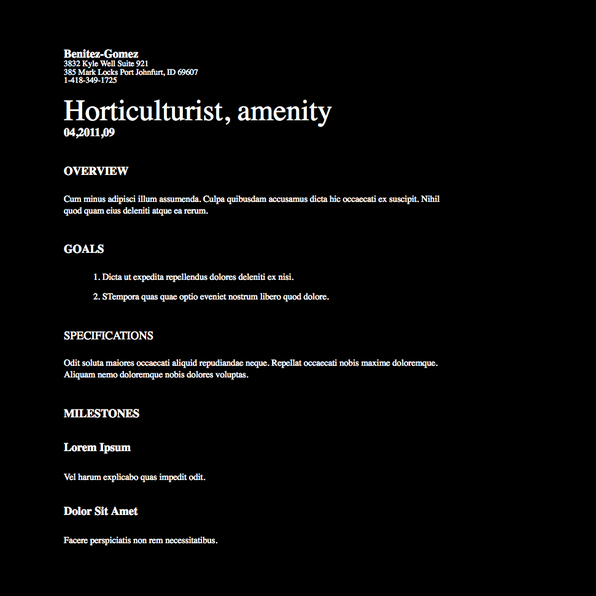 Benitez-Gomez
3832 Kyle Well Suite 921
385 Mark Locks Port Johnfurt, ID 69607
1-418-349-1725
Horticulturist, amenity
04,2011,09
OVERVIEW
Cum minus adipisci illum assumenda. Culpa quibusdam accusamus dicta hic occaecati ex suscipit. Nihil
quod quam eius deleniti atque ea rerum.
GOALS
1. Dicta ut expedita repellendus dolores deleniti ex nisi.
2. STempora quas quae optio eveniet nostrum libero quod dolore.
SPECIFICATIONS
Odit soluta maiores occaecati aliquid repudiandae neque. Repellat occaecati nobis maxime doloremque.
Aliquam nemo doloremque nobis dolores voluptas.
MILESTONES
Lorem Ipsum
Vel harum explicabo quas impedit odit.
Dolor Sit Amet
Facere perspiciatis non rem necessitatibus.